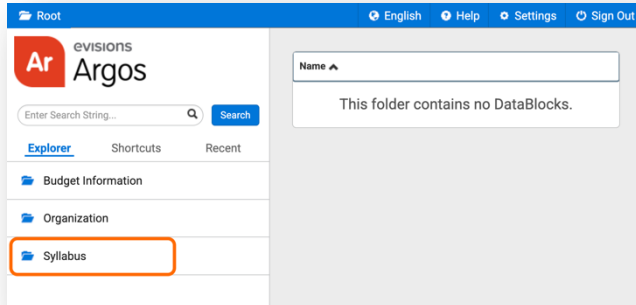 Root
English Help Settings Sign Out
Ar
evisions
Argos
Enter Search String...
Search
Explorer Shortcuts Recent
Budget Information
Organization
Syllabus
Name
This folder contains no DataBlocks.